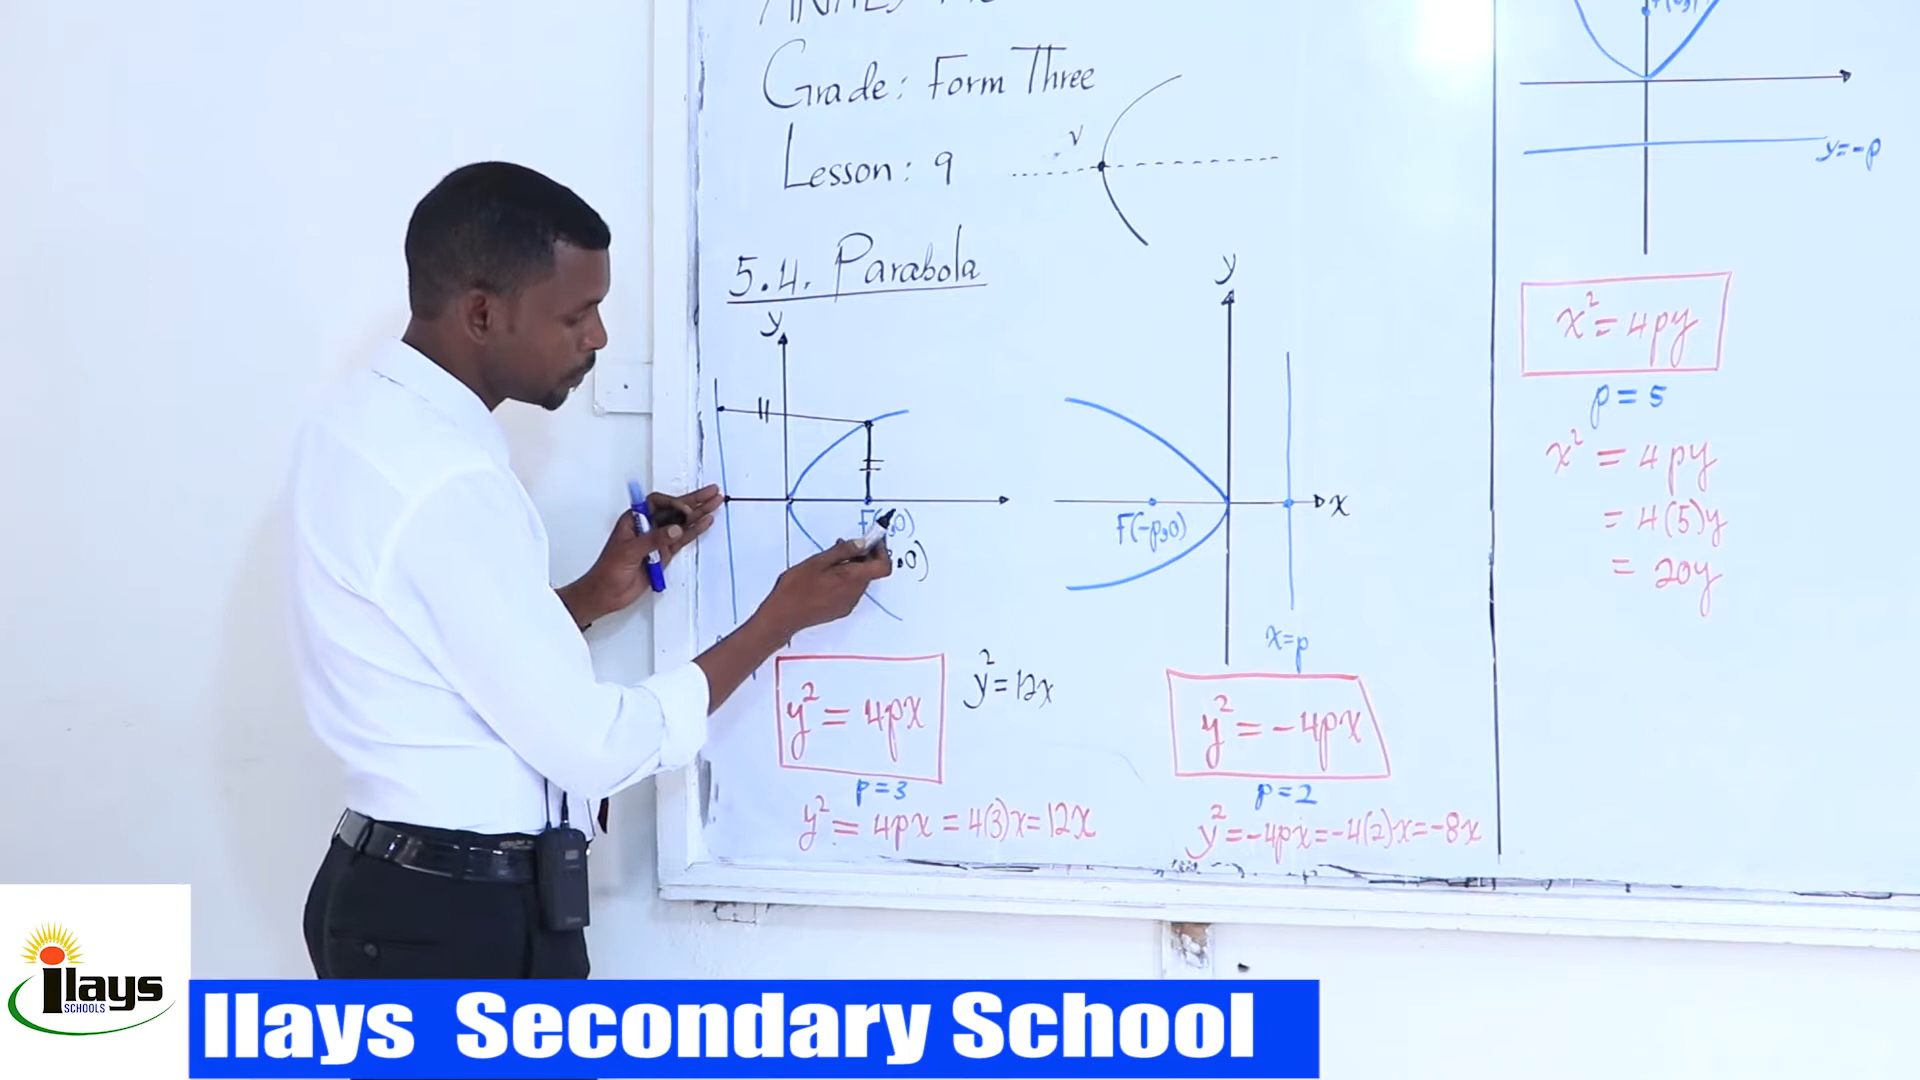 Grade: Form Three
Lesson: 9
V
5.4. Parabola
y
F(
,0)
.0)
y² = 4px
y² = 12x
p = 3
y² = 4px = 4(3)x = 12x
y
x
F(-p,0)
x=p
y² = -4px
p = 2
y² = -4px = -4(2)x = -8x
y=-p
x² = 4py
p = 5
x² = 4py
= 4(5)y
= 20y
ilays
SCHOOLS
Ilays Secondary School